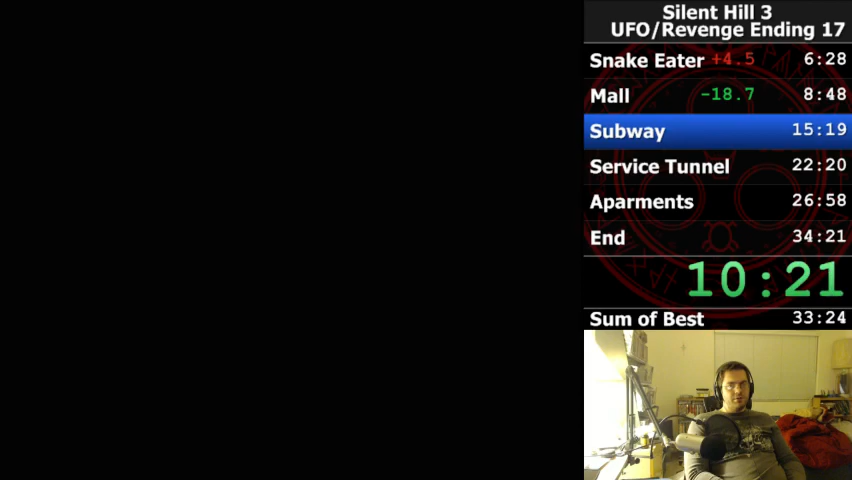 Silent Hill 3
UFO/Revenge Ending 17
Snake Eater +4.5 6:28
Mall -18.7 8:48
Subway 15:19
Service Tunnel 22:20
Aparments 26:58
End 34:21
10:21
Sum of Best 33:24